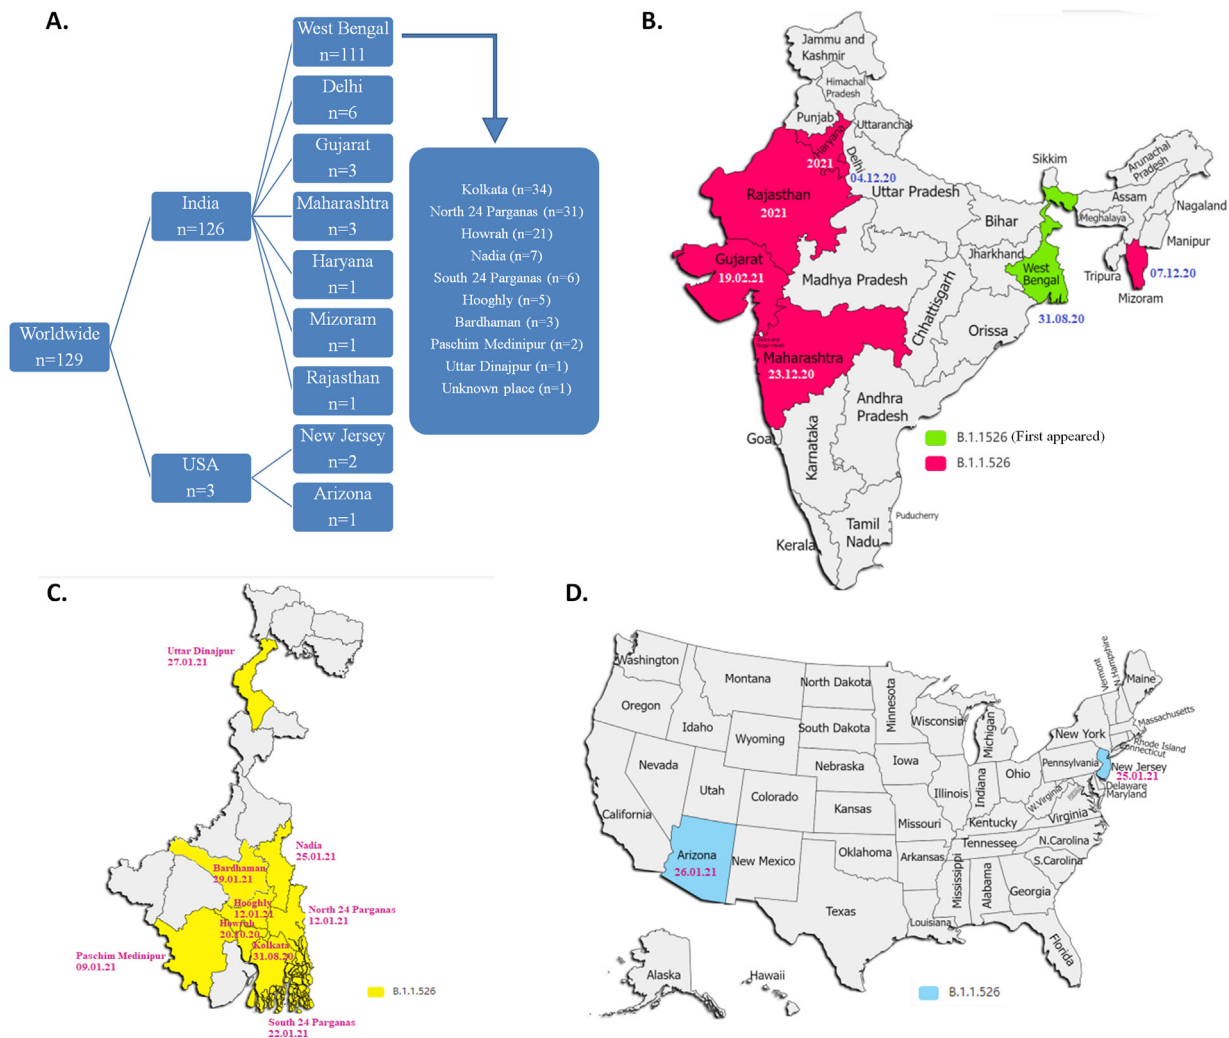 A.
West Bengal
n=111
Delhi
n=6
Gujarat
n=3
Maharashtra
n=3
Haryana
n=1
Mizoram
n=1
Rajasthan
n=1
New Jersey
n=2
Arizona
n=1
India
n=126
USA
n=3
Worldwide
n=129
Kolkata (n=34)
North 24 Parganas (n=31)
Howrah (n=21)
Nadia (n=7)
South 24 Parganas (n=6)
Hooghly (n=5)
Bardhaman (n=3)
Paschim Medinipur (n=2)
Uttar Dinajpur (n=1)
Unknown place (n=1)
B.
Jammu and
Kashmir
Himachal
Pradesh
Punjab
Uttaranchal
Haryana
2021
Delhi
04.12.20
Rajasthan
2021
Uttar Pradesh
Sikkim
Arunachal
Pradesh
Assam
Nagaland
Meghalaya
Manipur
Bihar
Jharkhand
West
Bengal
31.08.20
Tripura
07.12.20
Mizoram
Gujarat
19.02.21
Madhya Pradesh
Chhattisgarh
Orissa
Maharashtra
23.12.20
Andhra
Pradesh
Goa
Karnataka
Puducherry
Tamil
Nadu
Kerala
B.1.1526 (First appeared)
B.1.1.526
C.
Uttar Dinajpur
27.01.21
Nadia
25.01.21
Bardhaman
29.01.21
Hooghly
12.01.21
North 24 Parganas
12.01.21
Howrah
20.10.20
Kolkata
31.08.20
Paschim Medinipur
09.01.21
South 24 Parganas
22.01.21
B.1.1.526
D.
Washington
Montana
North Dakota
Minnesota
Vermont
N.Hampshire
Maine
Oregon
Idaho
South Dakota
Wisconsin
Michigan
New York
Massachusetts
Rhode Island
Connecticut
Wyoming
Nebraska
Iowa
Pennsylvania
New Jersey
25.01.21
Nevada
Utah
Colorado
Kansas
Illinois
Indiana
Ohio
W.Virginia
Delaware
Maryland
California
Missouri
Kentucky
Virginia
Arizona
26.01.21
New Mexico
Oklahoma
Arkansas
Tennessee
N.Carolina
S.Carolina
Mississippi
Alabama
Georgia
Texas
Louisiana
Florida
Alaska
Hawaii
B.1.1.526